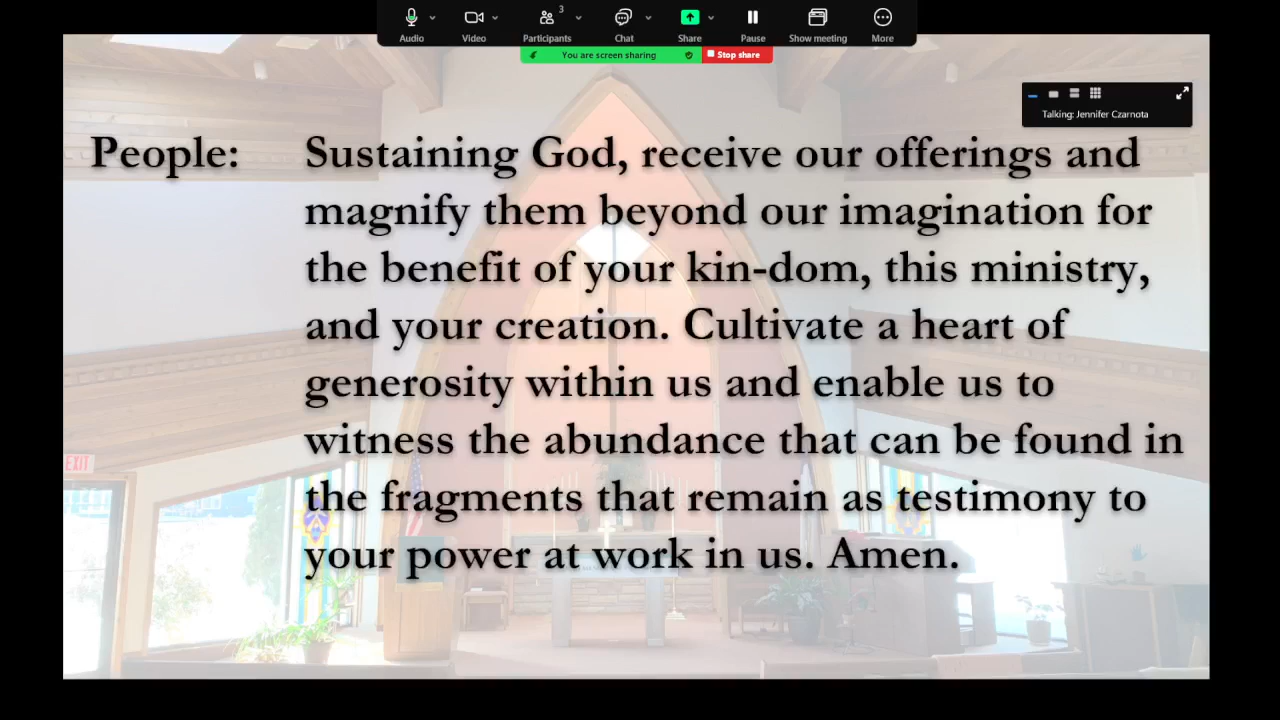 3
Audio Video Participants Chat Share Pause Show meeting More
You are screen sharing Stop share
Talking: Jennifer Czarnota
People: Sustaining God, receive our offerings and
magnify them beyond our imagination for
the benefit of your kin-dom, this ministry,
and your creation. Cultivate a heart of
generosity within us and enable us to
witness the abundance that can be found in
the fragments that remain as testimony to
your power at work in us. Amen.
EXIT